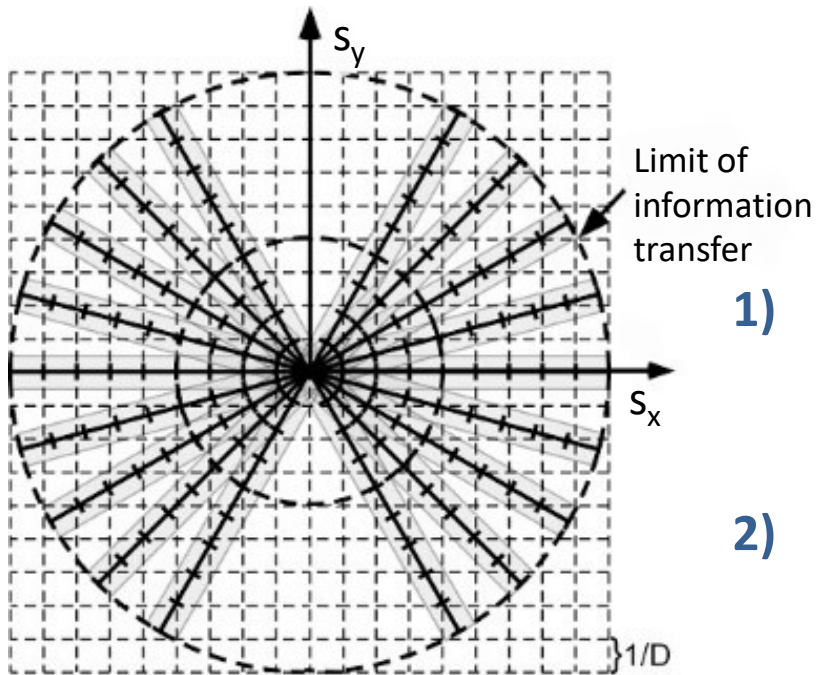 Sy
Limit of
information
transfer
1)
Sx
2)
}1/D